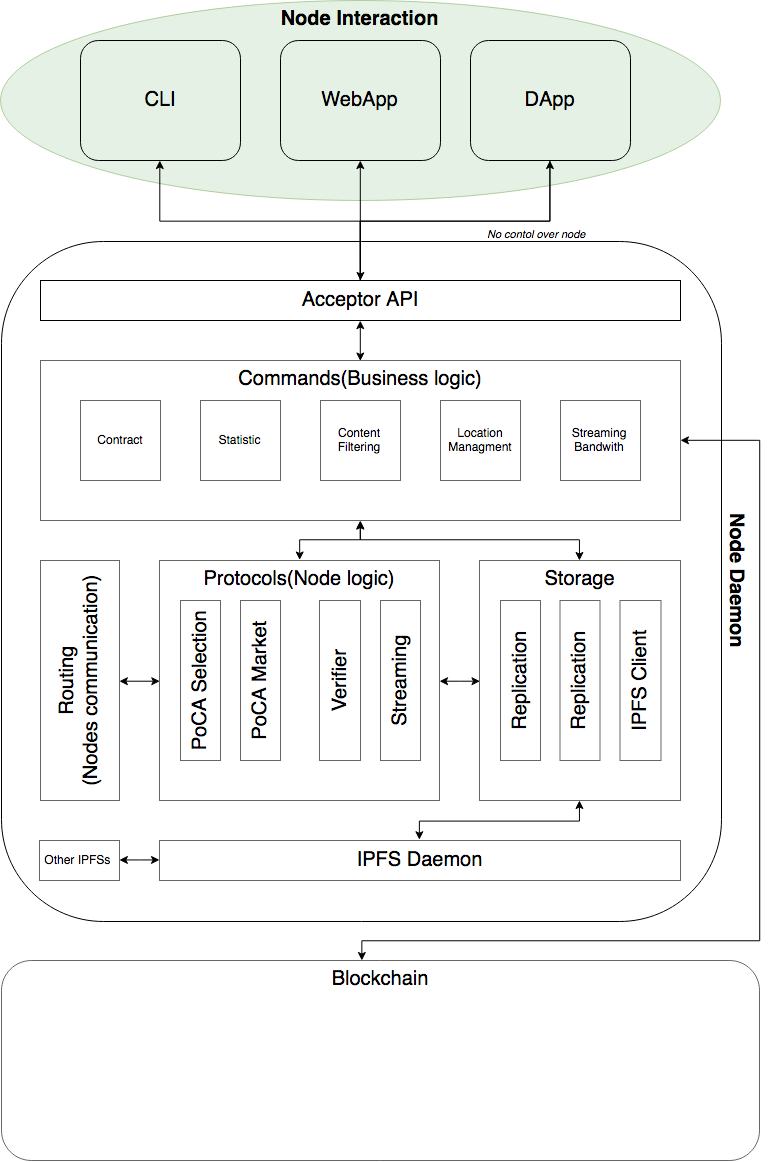 Node Interaction
CLI
WebApp
DApp
No contol over node
Acceptor API
Commands(Business logic)
Contract
Statistic
Content
Filtering
Location
Managment
Streaming
Bandwith
Node Daemon
Routing
(Nodes communication)
Protocols(Node logic)
PoCA Selection
PoCA Market
Verifier
Streaming
Storage
Replication
Replication
IPFS Client
Other IPFSs
IPFS Daemon
Blockchain